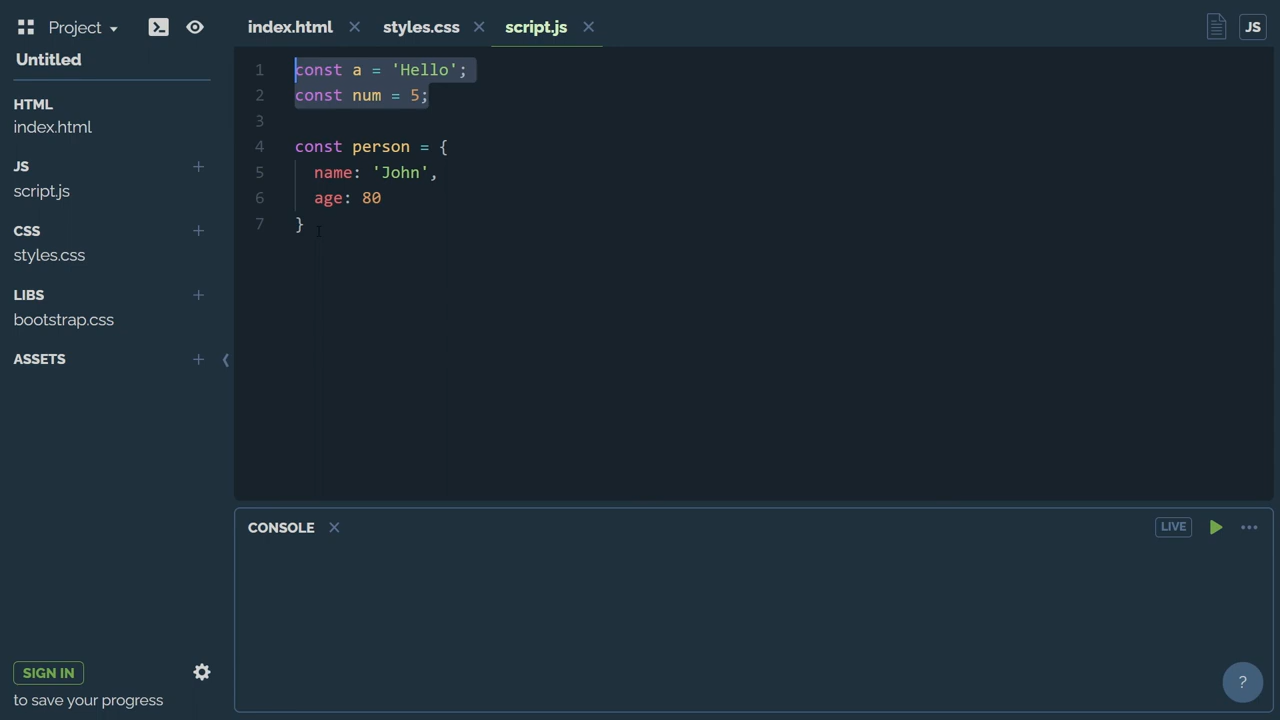 Project
index.html
styles.css
script.js
JS
Untitled
HTML
index.html
JS
script.js
CSS
styles.css
LIBS
bootstrap.css
ASSETS
SIGN IN
to save your progress
1 const a = 'Hello';
2 const num = 5;
3
4 const person = {
5 name: 'John',
6 age: 80
7 }
CONSOLE
LIVE
?